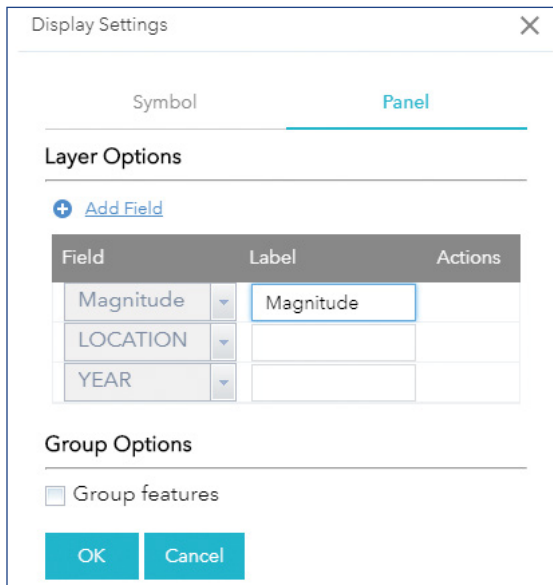 Display Settings
Symbol Panel
Layer Options
Add Field
Field Label Actions
Magnitude Magnitude
LOCATION
YEAR
Group Options
Group features
OK Cancel